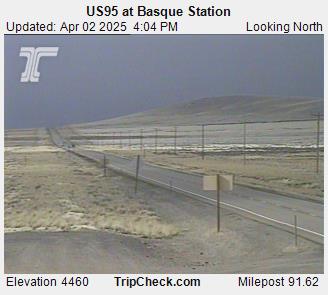 US95 at Basque Station
Updated: Apr 02 2025 4:04 PM Looking North
Elevation 4460 TripCheck.com Milepost 91.62